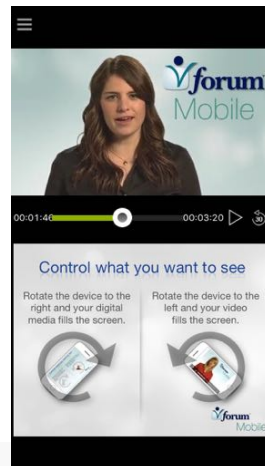 Vforum
Mobile
00:01:46
00:03:20
30
Control what you want to see
Rotate the device to the
right and your digital
media fills the screen.
Rotate the device to the
left and your video
fills the screen.
Vforum
Mobile